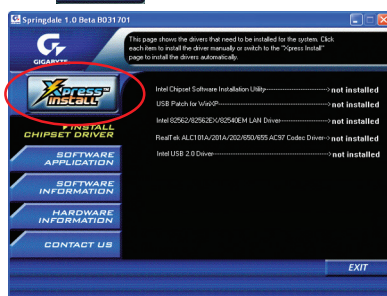 Springdale 1.0 Beta B031701
GIGABYTE
This page shows the drivers that need to be installed for the system. Click
each item to install the driver manually or switch to the "Xpress Install"
page to install the drivers automatically.
Xpress™
INSTALL
Intel Chipset Software Installation Utility------> not installed
USB Patch for WinXP------> not installed
Intel 82562/82562EX/82540EM LAN Driver------> not installed
RealTek ALC101A/201A/202/650/655 AC97 Codec Driver-> not installed
Intel USB 2.0 Driver------> not installed
INSTALL
CHIPSET DRIVER
SOFTWARE
APPLICATION
SOFTWARE
INFORMATION
HARDWARE
INFORMATION
CONTACT US
EXIT